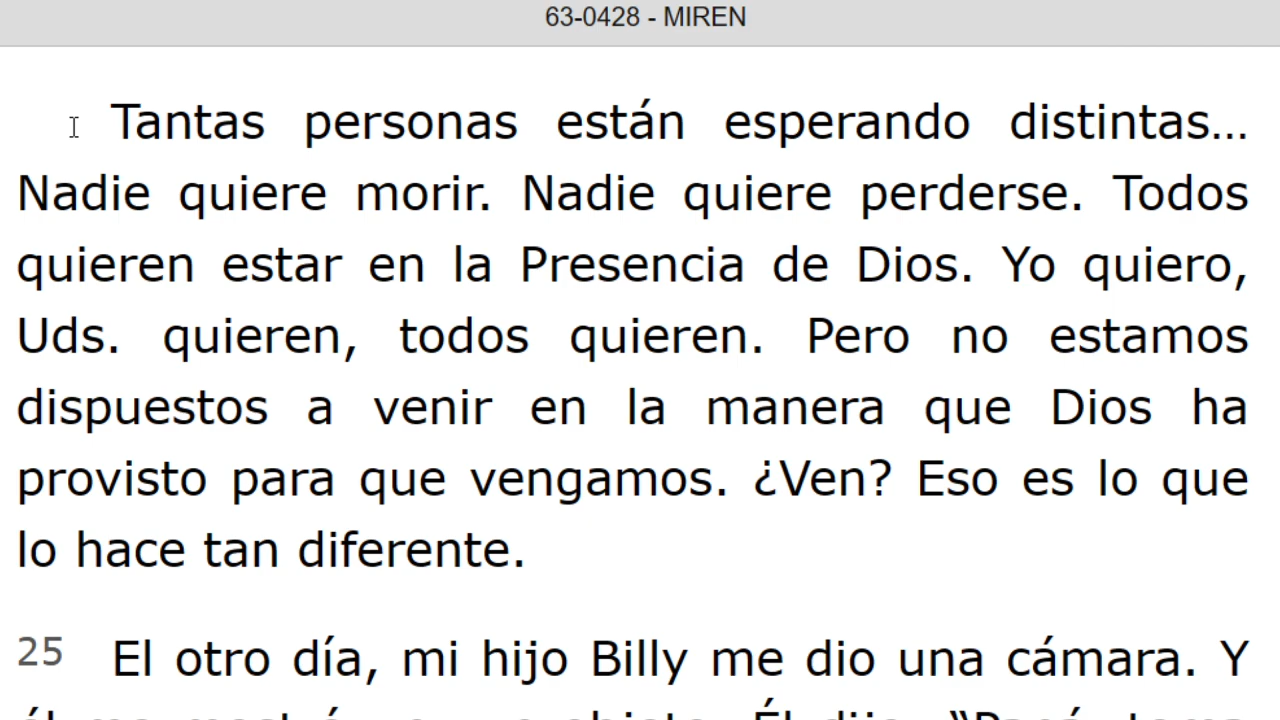 63-0428 - MIREN
Tantas personas están esperando distintas...
Nadie quiere morir. Nadie quiere perderse. Todos
quieren estar en la Presencia de Dios. Yo quiero,
Uds. quieren, todos quieren. Pero no estamos
dispuestos a venir en la manera que Dios ha
provisto para que vengamos. ¿Ven? Eso es lo que
lo hace tan diferente.
25 El otro día, mi hijo Billy me dio una cámara. Y